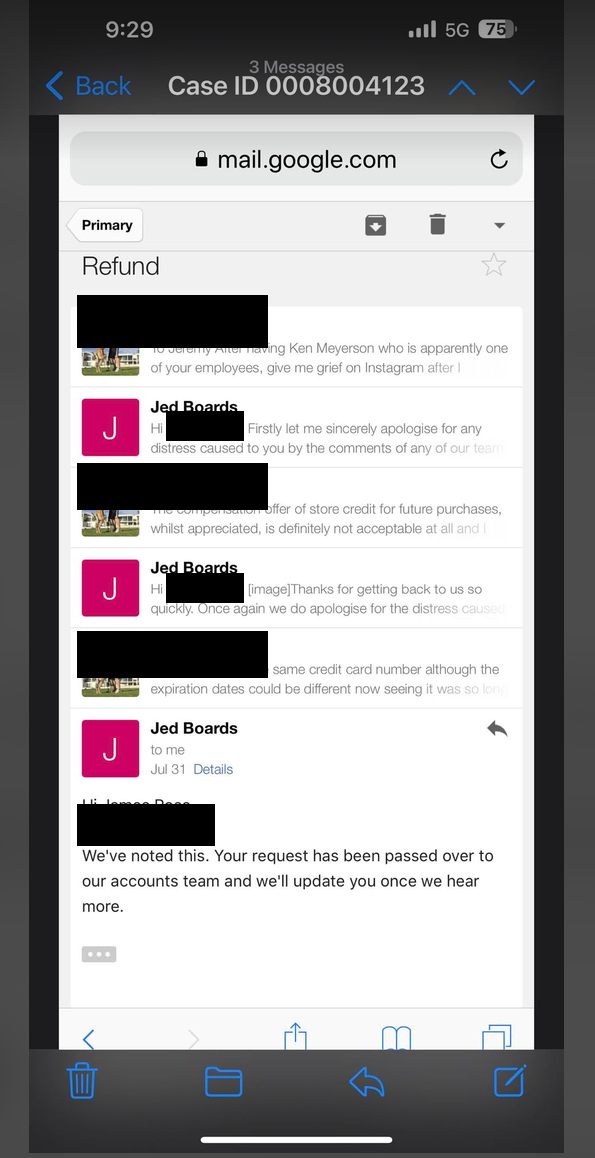 9:29
5G 75
3 Messages
Back
Case ID 0008004123
mail.google.com
Primary
Refund
To Jeremy After having Ken Meyerson who is apparently one
of your employees, give me grief on Instagram after I
Jed Boards
Hi Firstly let me sincerely apologise for any
distress caused to you by the comments of any of our team
The compensation offer of store credit for future purchases,
whilst appreciated, is definitely not acceptable at all and I
Jed Boards
Hi [image]Thanks for getting back to us so
quickly. Once again we do apologise for the distress caused
same credit card number although the
expiration dates could be different now seeing it was so long
J
Jed Boards
to me
Jul 31 Details
Hi
We've noted this. Your request has been passed over to
our accounts team and we'll update you once we hear
more.